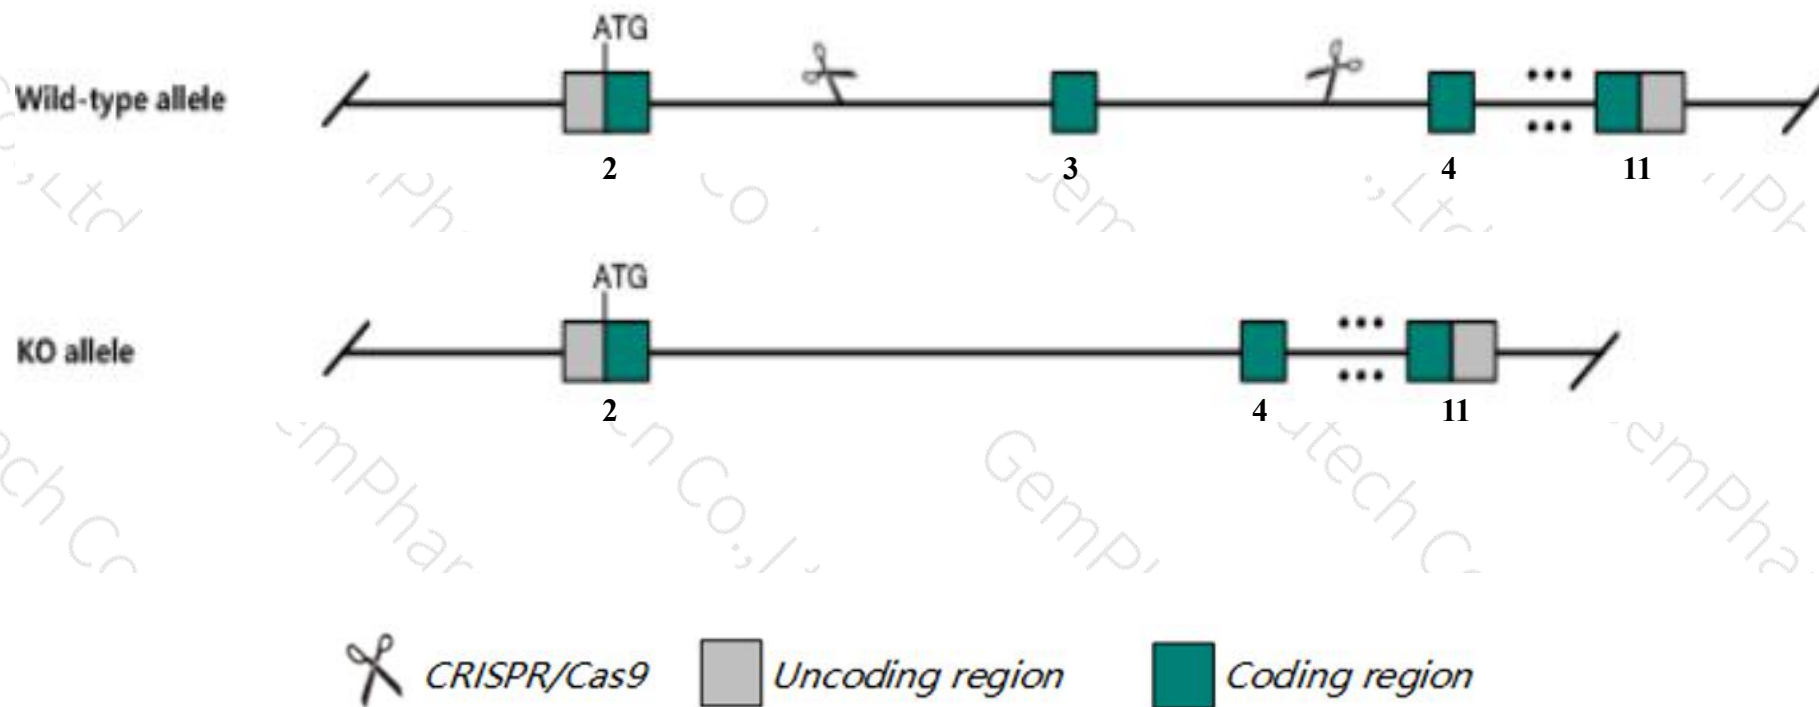 ATG
Wild-type allele
2 3 4 11
ATG
KO allele
2 4 11
CRISPR/Cas9 Uncoding region Coding region